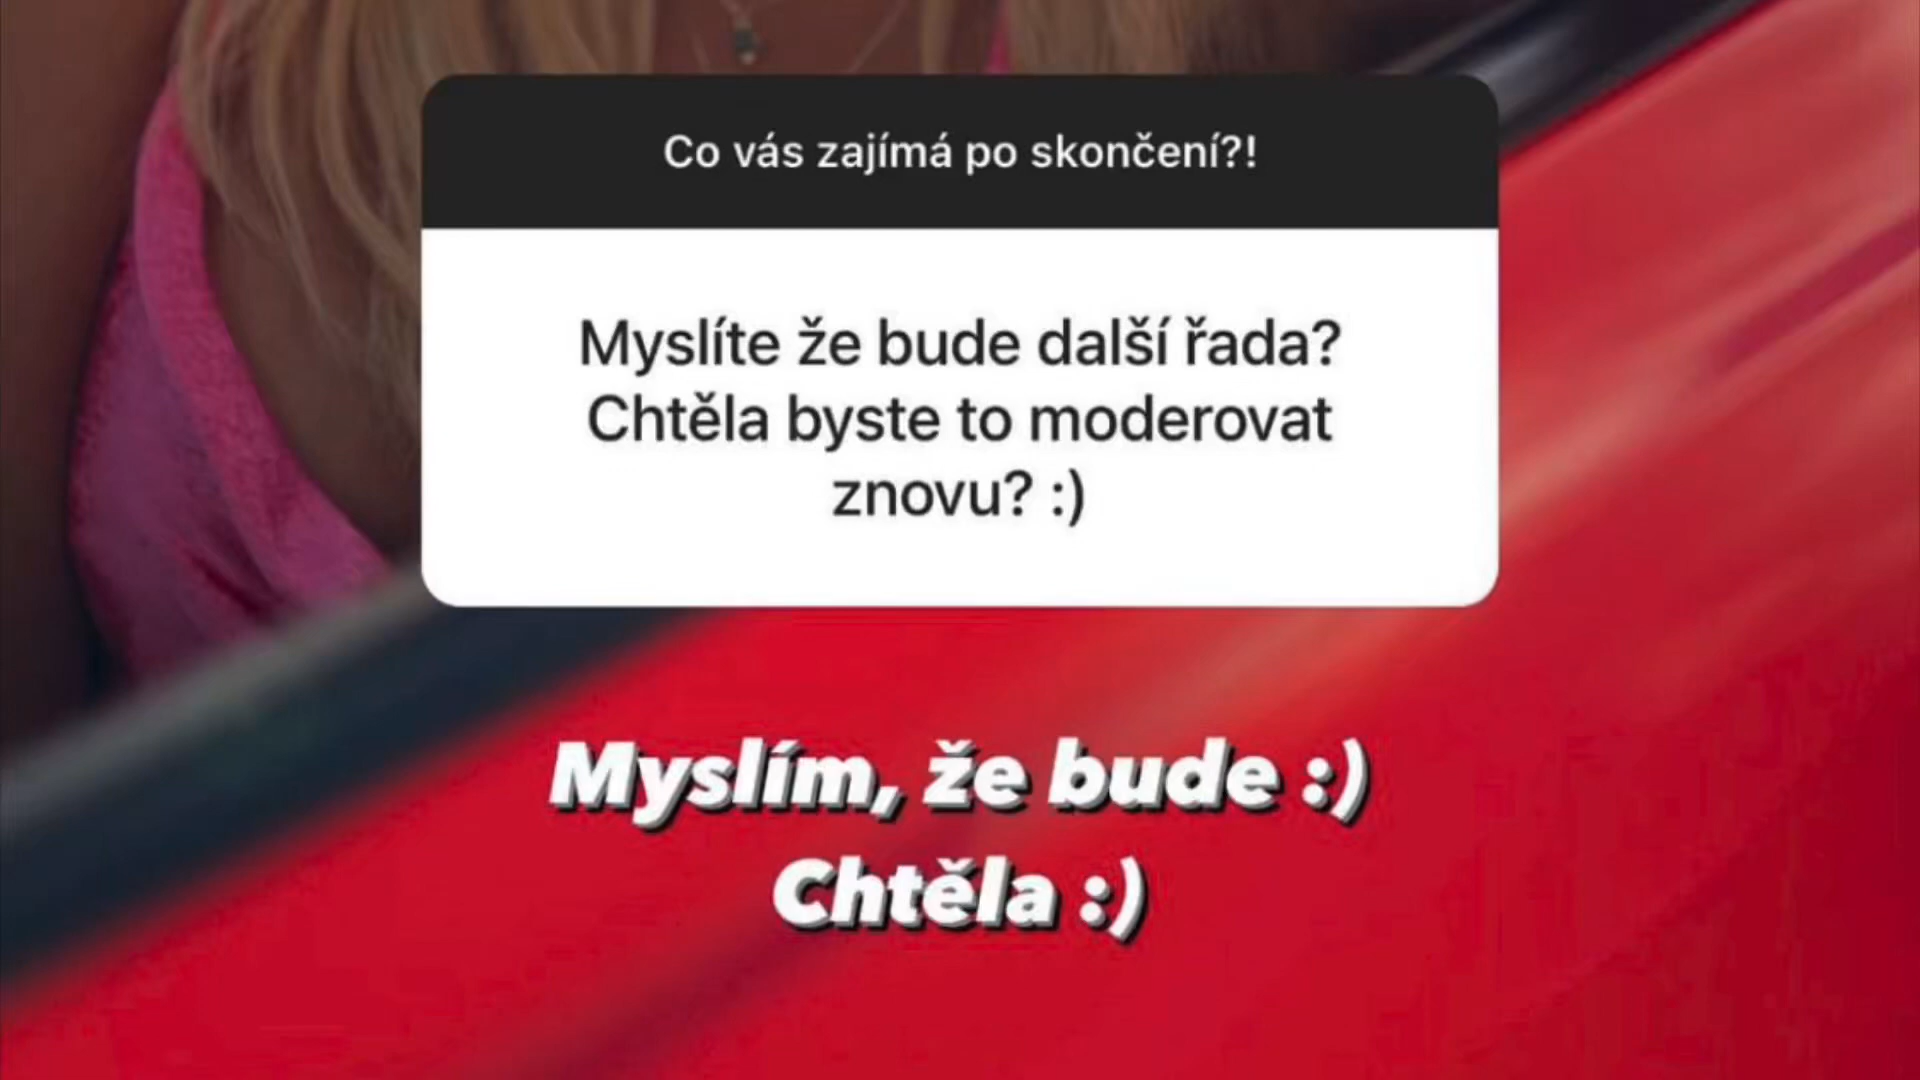 Co vás zajímá po skončení?!
Myslíte že bude další řada?
Chtěla byste to moderovat
znovu? :)
Myslím, že bude :)
Chtěla :)